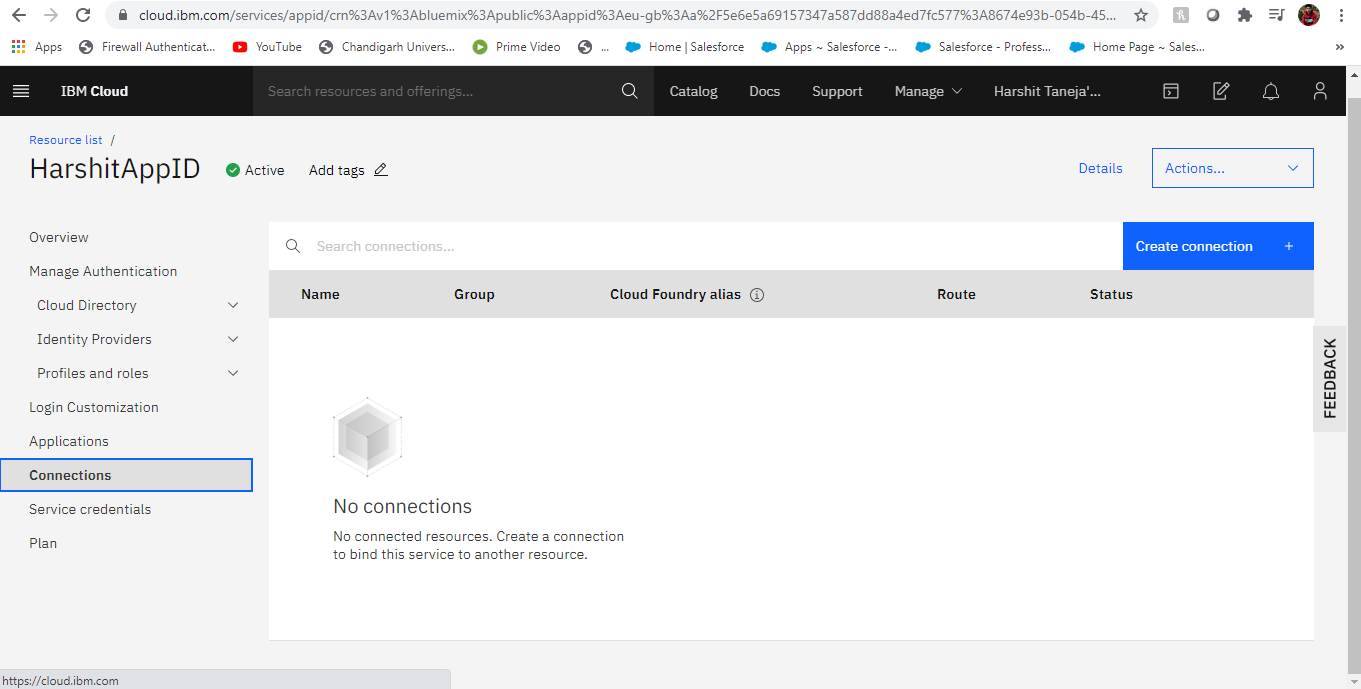 cloud.ibm.com/services/appid/crn%3Av1%3Abluemix%3Apublic%3Aappid%3Aeu-gb%3Aa%2F5e6e5a69157347a587dd88a4ed7fc577%3A8674e93b-054b-45...
Apps Firewall Authenticat... YouTube Chandigarh Univers... Prime Video ... Home | Salesforce Apps ~ Salesforce -... Salesforce - Profess... Home Page ~ Sales... »
IBM Cloud Search resources and offerings... Catalog Docs Support Manage Harshit Taneja'...
Resource list /
HarshitAppID Active Add tags Details Actions...
Overview
Manage Authentication
Cloud Directory
Identity Providers
Profiles and roles
Login Customization
Applications
Connections
Service credentials
Plan
Search connections... Create connection +
Name Group Cloud Foundry alias Route Status
No connections
No connected resources. Create a connection
to bind this service to another resource.
FEEDBACK
https://cloud.ibm.com